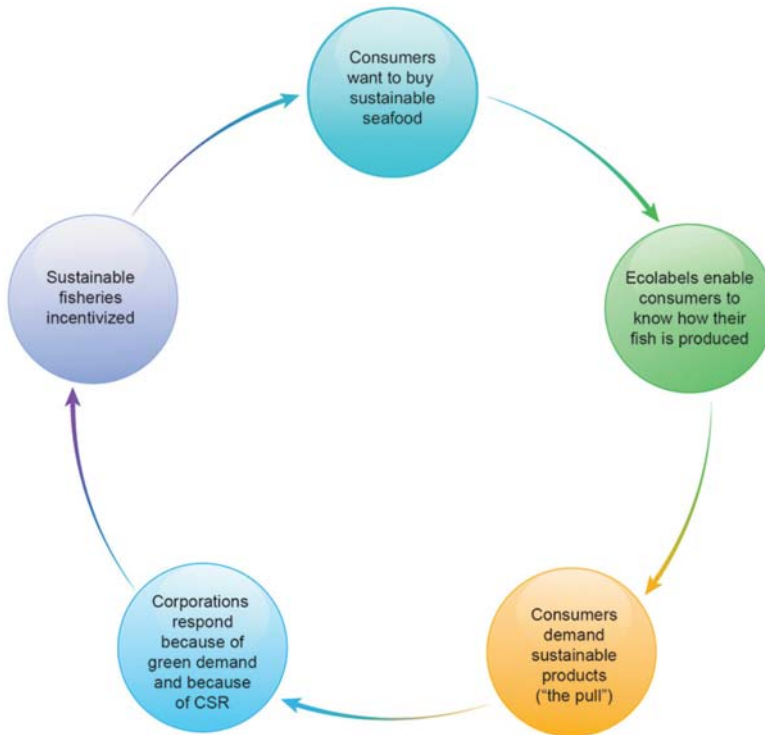 Consumers
want to buy
sustainable
seafood
Ecolabels enable
consumers to
know how their
fish is produced
Consumers
demand
sustainable
products
(“the pull”)
Corporations
respond
because of
green demand
and because
of CSR
Sustainable
fisheries
incentivized